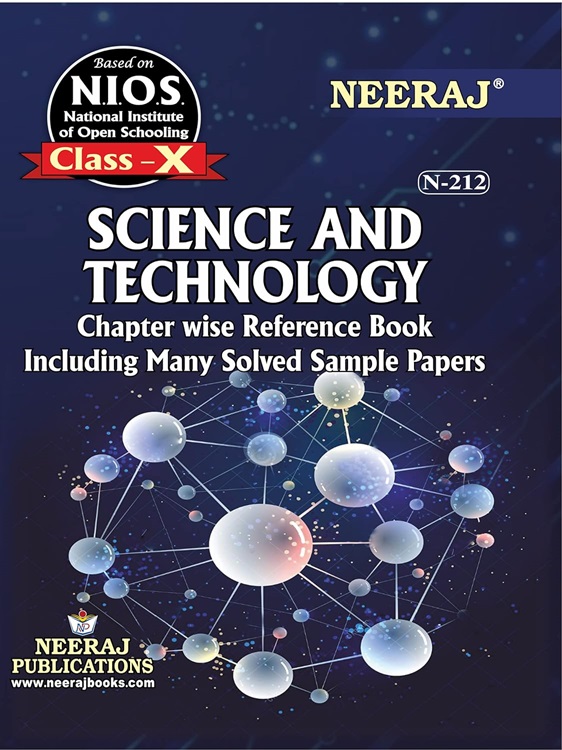 Based on
N.I.O.S.
National Institute
of Open Schooling
Class – X
NEERAJ®
N-212
SCIENCE AND
TECHNOLOGY
Chapter wise Reference Book
Including Many Solved Sample Papers
NP
NEERAJ
PUBLICATIONS
www.neerajbooks.com